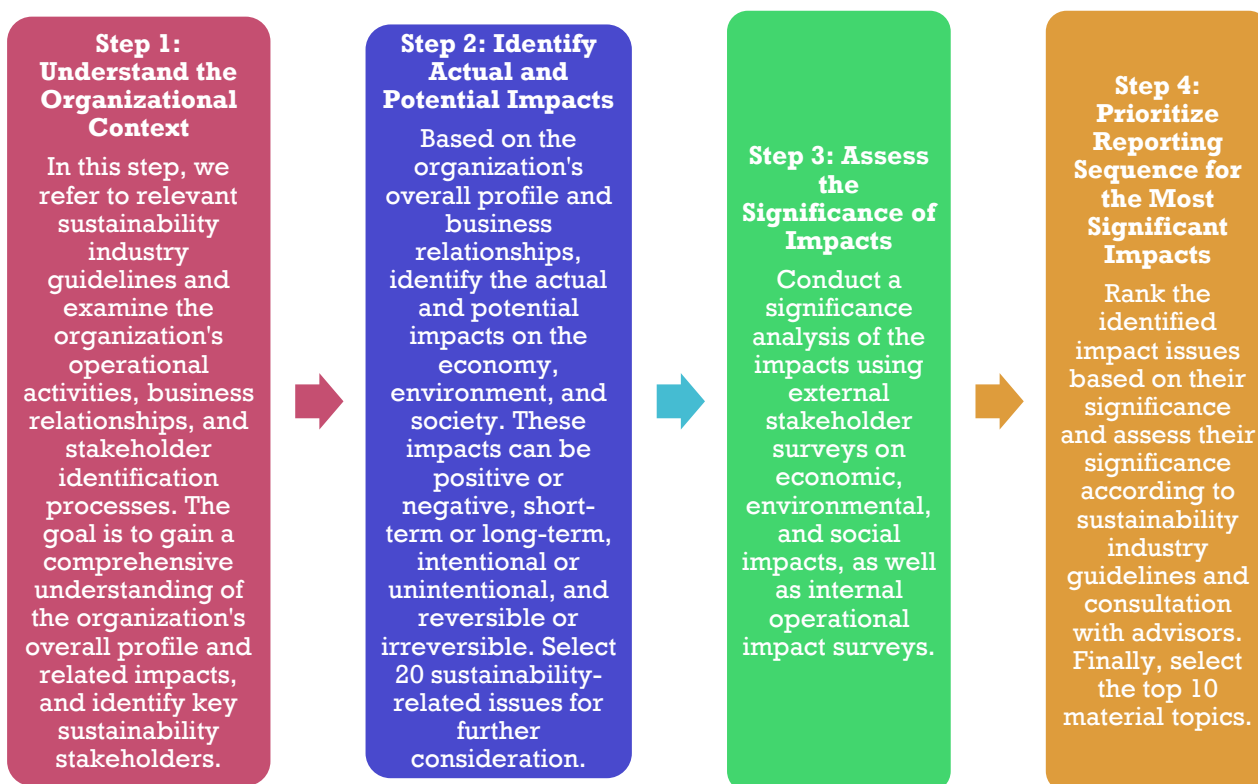 Step 1:
Understand the
Organizational
Context
In this step, we
refer to relevant
sustainability
industry
guidelines and
examine the
organization's
operational
activities, business
relationships, and
stakeholder
identification
processes. The
goal is to gain a
comprehensive
understanding of
the organization's
overall profile and
related impacts,
and identify key
sustainability
stakeholders.
Step 2: Identify
Actual and
Potential Impacts
Based on the
organization's
overall profile and
business
relationships,
identify the actual
and potential
impacts on the
economy,
environment, and
society. These
impacts can be
positive or
negative, short-
term or long-term,
intentional or
unintentional, and
reversible or
irreversible. Select
20 sustainability-
related issues for
further
consideration.
Step 3: Assess
the
Significance of
Impacts
Conduct a
significance
analysis of the
impacts using
external
stakeholder
surveys on
economic,
environmental,
and social
impacts, as well
as internal
operational
impact surveys.
Step 4:
Prioritize
Reporting
Sequence for
the Most
Significant
Impacts
Rank the
identified
impact issues
based on their
significance
and assess their
significance
according to
sustainability
industry
guidelines and
consultation
with advisors.
Finally, select
the top 10
material topics.